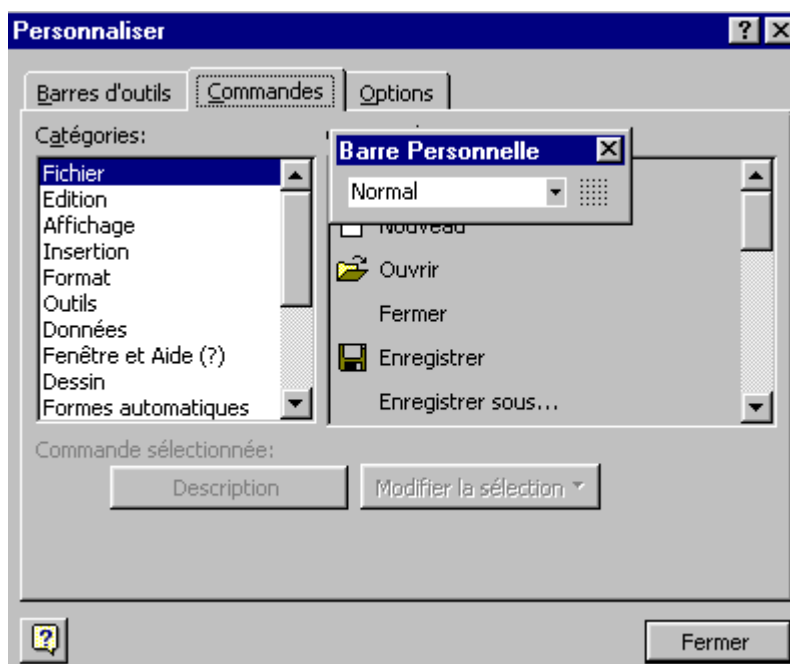 Personnaliser
Barres d'outils
Commandes
Options
Catégories:
Fichier
Edition
Affichage
Insertion
Format
Outils
Données
Fenêtre et Aide (?)
Dessin
Formes automatiques
Barre Personnelle
Normal
Nouveau
Ouvrir
Fermer
Enregistrer
Enregistrer sous...
Commande sélectionnée:
Description
Modifier la sélection
Fermer